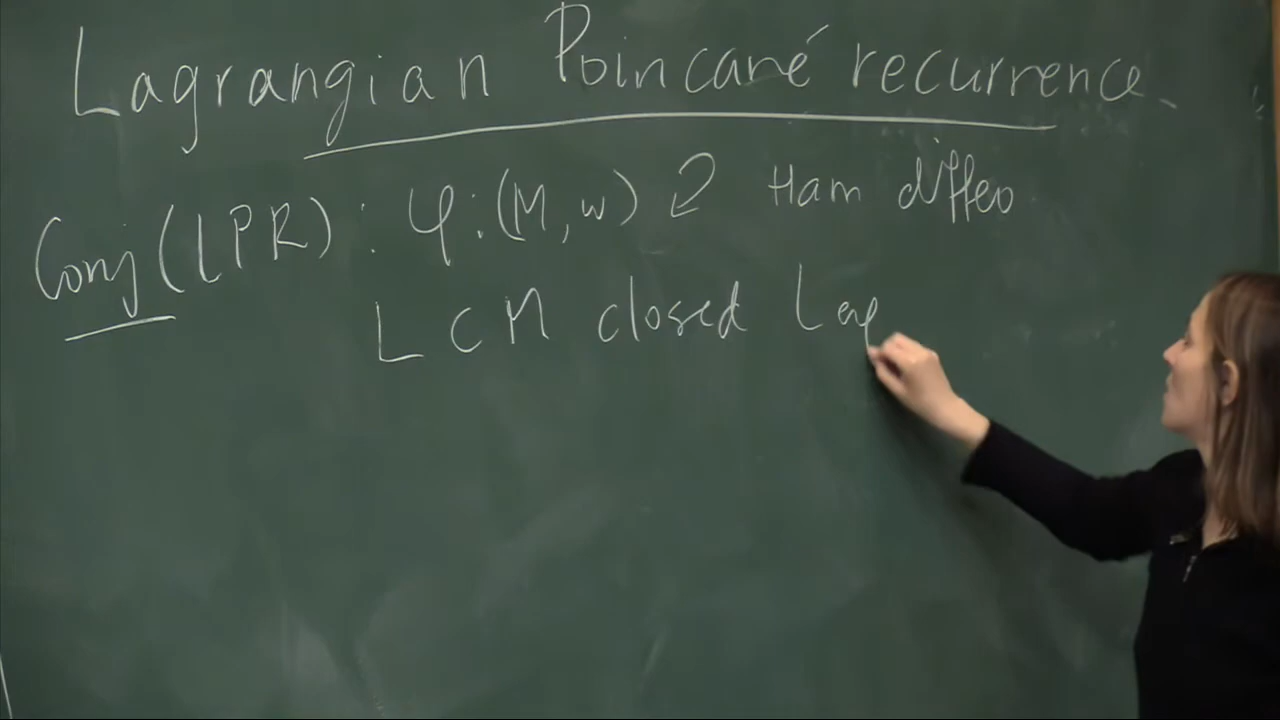 Lagrangian Poincaré recurrence.
Conj (LPR): φ: (M, ω) ↺ Ham diffeo
L ⊂ M closed Lag